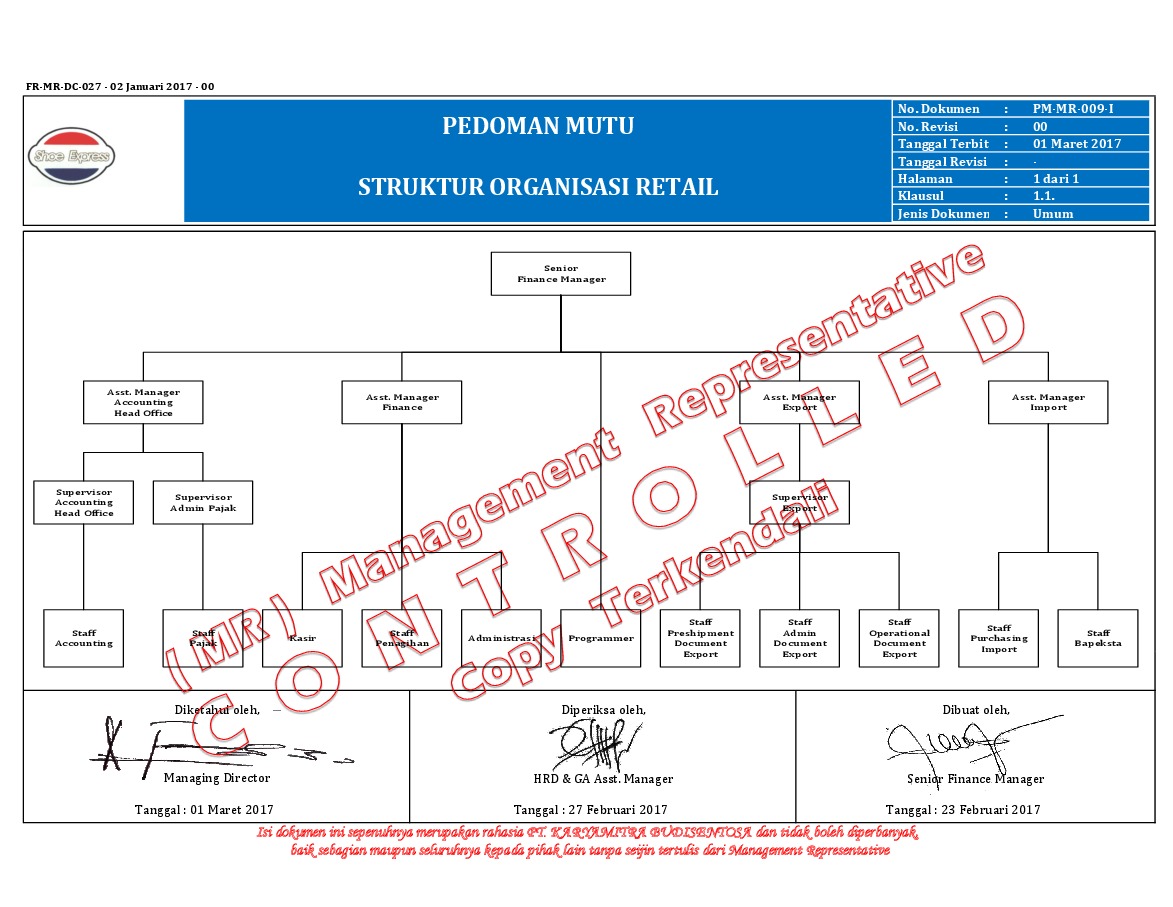 FR-MR-DC-027 - 02 Januari 2017 - 00
Shoe Express
PEDOMAN MUTU
STRUKTUR ORGANISASI RETAIL
No. Dokumen : PM-MR-009-I
No. Revisi : 00
Tanggal Terbit : 01 Maret 2017
Tanggal Revisi : -
Halaman : 1 dari 1
Klausul : 1.1.
Jenis Dokumen : Umum
Senior
Finance Manager
Asst. Manager
Accounting
Head Office
Asst. Manager
Finance
Asst. Manager
Export
Asst. Manager
Import
Supervisor
Accounting
Head Office
Supervisor
Admin Pajak
Supervisor
Export
Staff
Accounting
Staff
Pajak
Kasir
Staff
Penagihan
Administrasi
Programmer
Staff
Preshipment
Document
Export
Staff
Admin
Document
Export
Staff
Operational
Document
Export
Staff
Purchasing
Import
Staff
Bapeksta
(MR) Management Representative
CONTROLLED
Copy Terkendali
Diketahui oleh,
Managing Director
Tanggal : 01 Maret 2017
Diperiksa oleh,
HRD & GA Asst. Manager
Tanggal : 27 Februari 2017
Dibuat oleh,
Senior Finance Manager
Tanggal : 23 Februari 2017
Isi dokumen ini sepenuhnya merupakan rahasia PT. KARYAMITRA BUDISENTOSA dan tidak boleh diperbanyak,
baik sebagian maupun seluruhnya kepada pihak lain tanpa seijin tertulis dari Management Representative